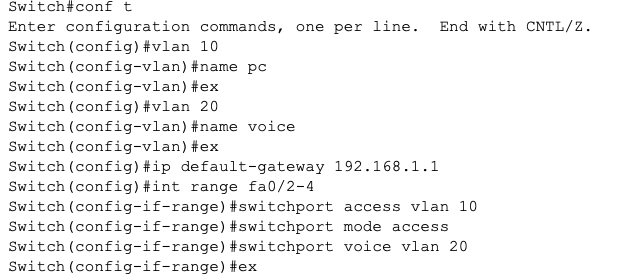 Switch#conf t
Enter configuration commands, one per line.  End with CNTL/Z.
Switch(config)#vlan 10
Switch(config-vlan)#name pc
Switch(config-vlan)#ex
Switch(config)#vlan 20
Switch(config-vlan)#name voice
Switch(config-vlan)#ex
Switch(config)#ip default-gateway 192.168.1.1
Switch(config)#int range fa0/2-4
Switch(config-if-range)#switchport access vlan 10
Switch(config-if-range)#switchport mode access
Switch(config-if-range)#switchport voice vlan 20
Switch(config-if-range)#ex